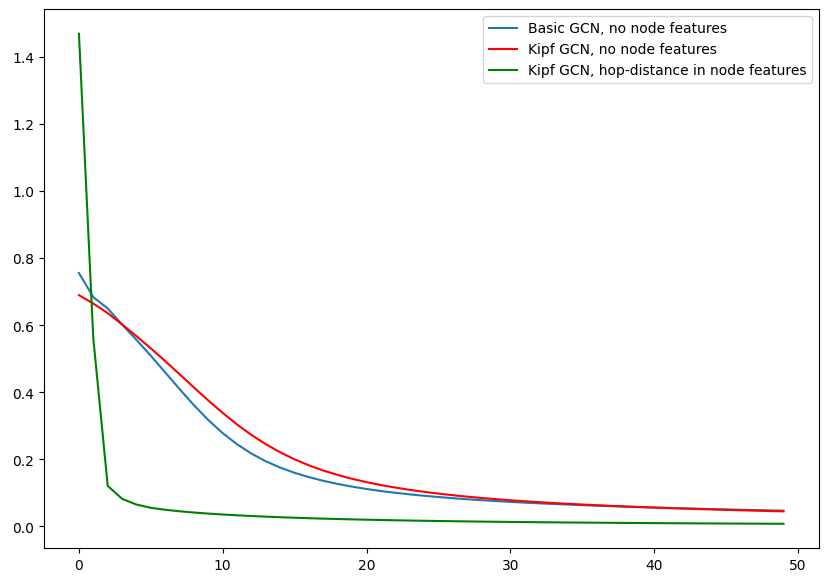 Basic GCN, no node features
Kipf GCN, no node features
Kipf GCN, hop-distance in node features
1.4
1.2
1.0
0.8
0.6
0.4
0.2
0.0
0 10 20 30 40 50